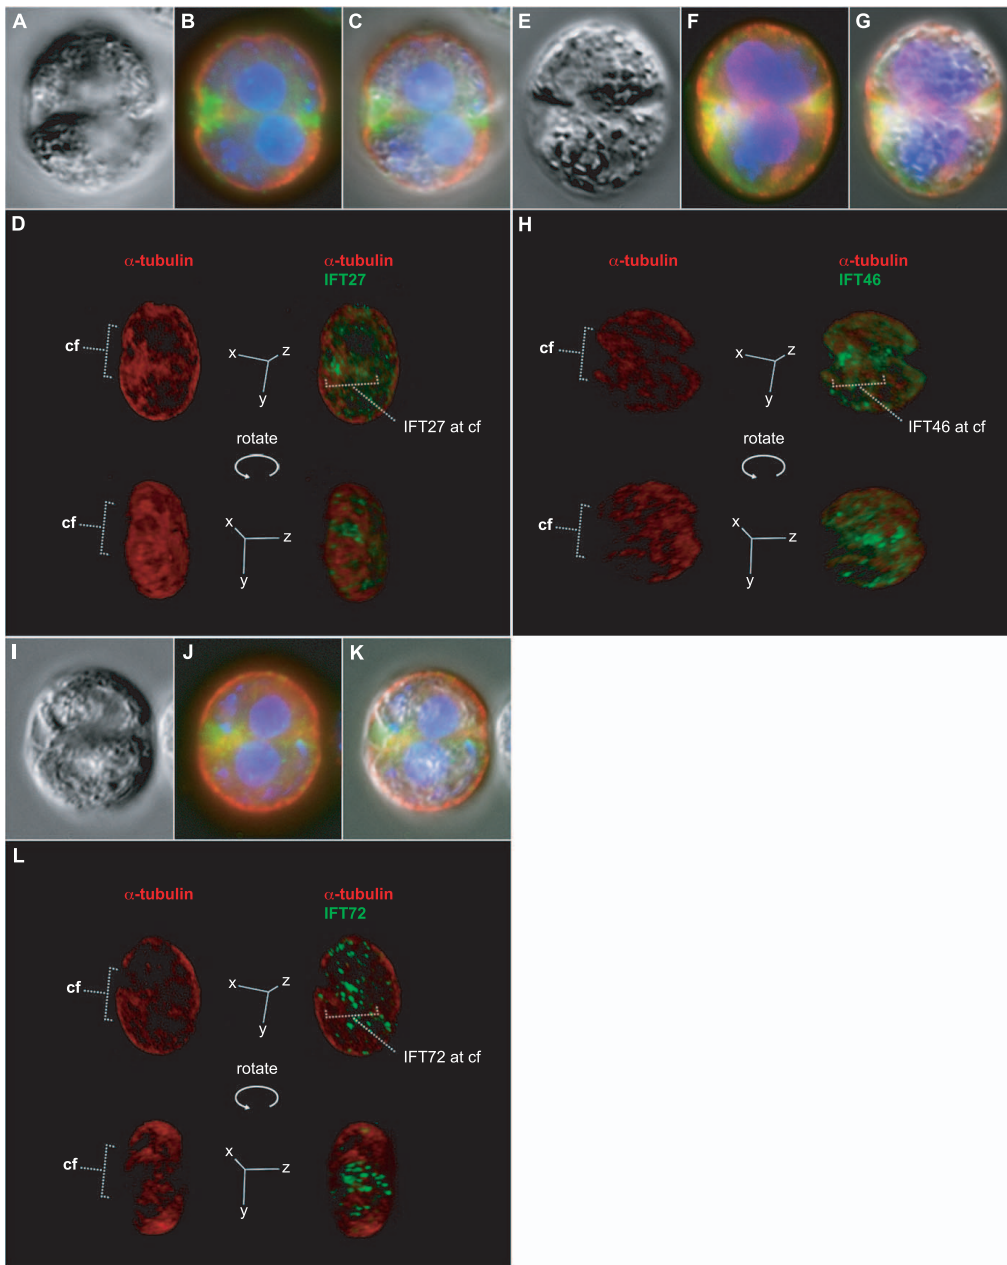 A
B
C
E
F
G
D
α-tubulin
α-tubulin
IFT27
cf
x
z
y
IFT27 at cf
rotate
cf
x
z
y
H
α-tubulin
α-tubulin
IFT46
cf
x
z
y
IFT46 at cf
rotate
cf
x
z
y
I
J
K
L
α-tubulin
α-tubulin
IFT72
cf
x
z
y
IFT72 at cf
rotate
cf
x
z
y